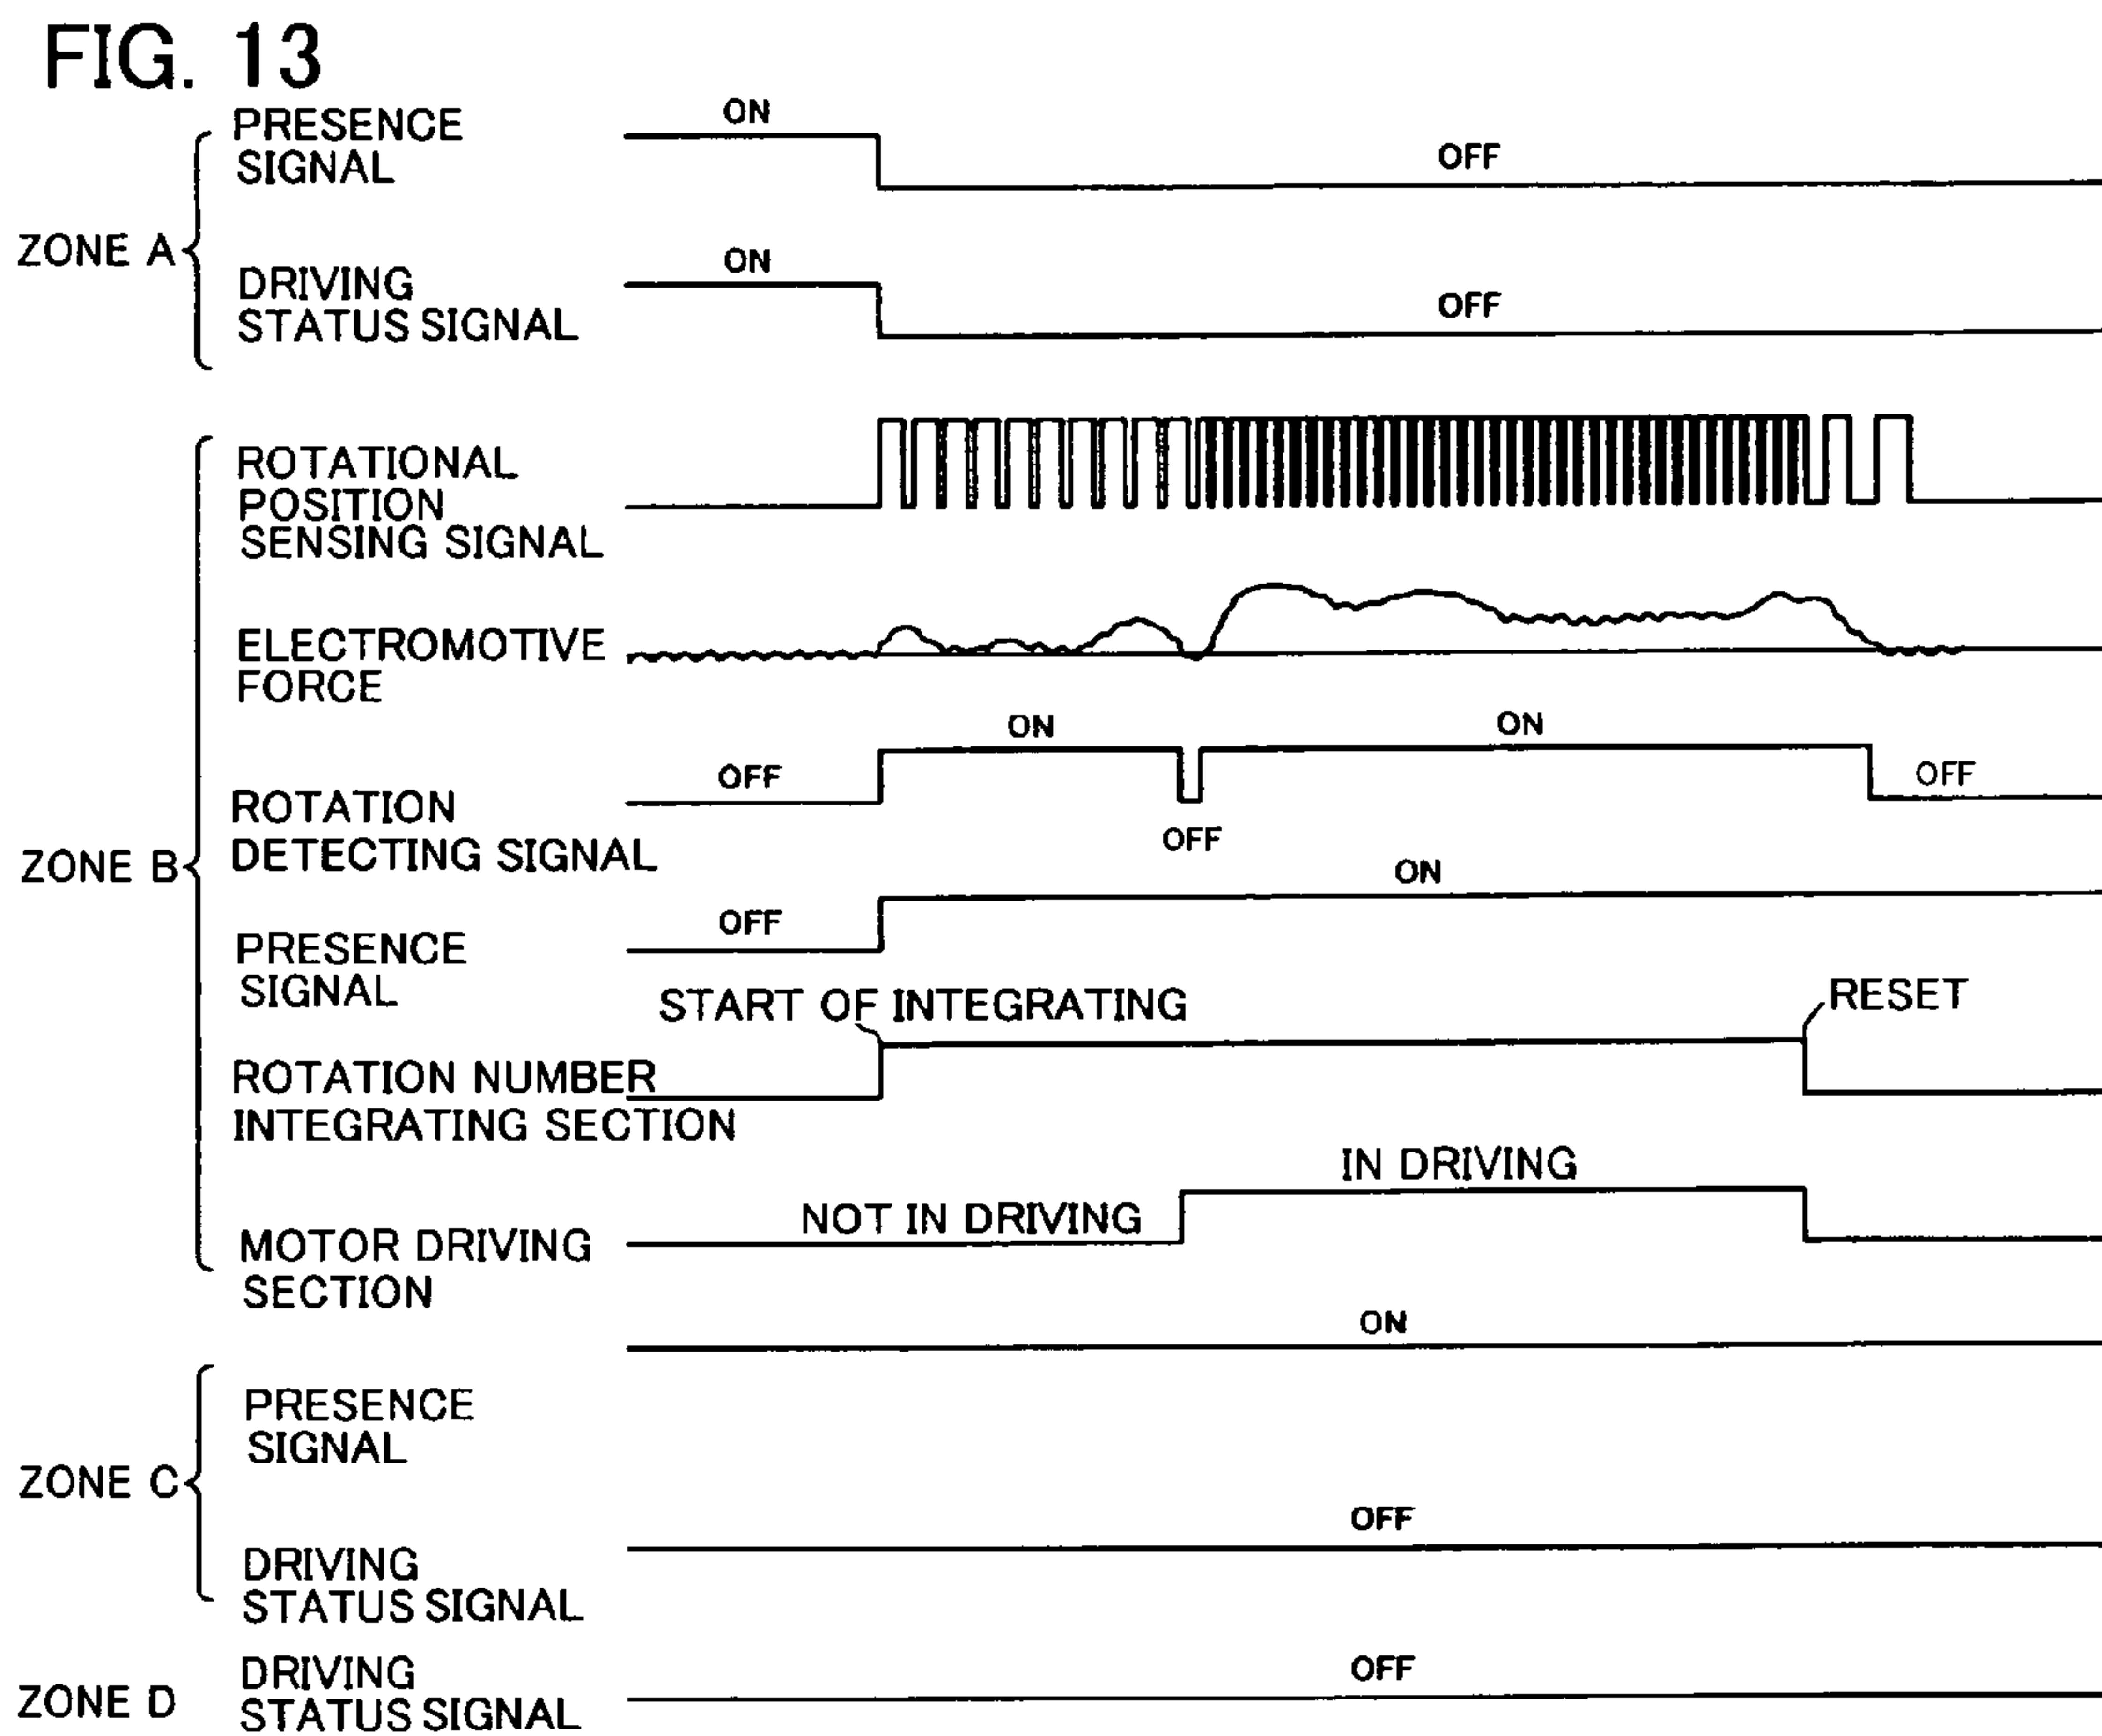 FIG. 13
ON
PRESENCE
SIGNAL
OFF
ZONE A
ON
DRIVING
STATUS SIGNAL
OFF
ROTATIONAL
POSITION
SENSING SIGNAL
ELECTROMOTIVE
FORCE
ON
ON
OFF
OFF
ROTATION
DETECTING SIGNAL
OFF
ZONE B
ON
OFF
PRESENCE
SIGNAL
START OF INTEGRATING
RESET
ROTATION NUMBER
INTEGRATING SECTION
IN DRIVING
NOT IN DRIVING
MOTOR DRIVING
SECTION
ON
PRESENCE
SIGNAL
ZONE C
OFF
DRIVING
STATUS SIGNAL
OFF
DRIVING
STATUS SIGNAL
ZONE D